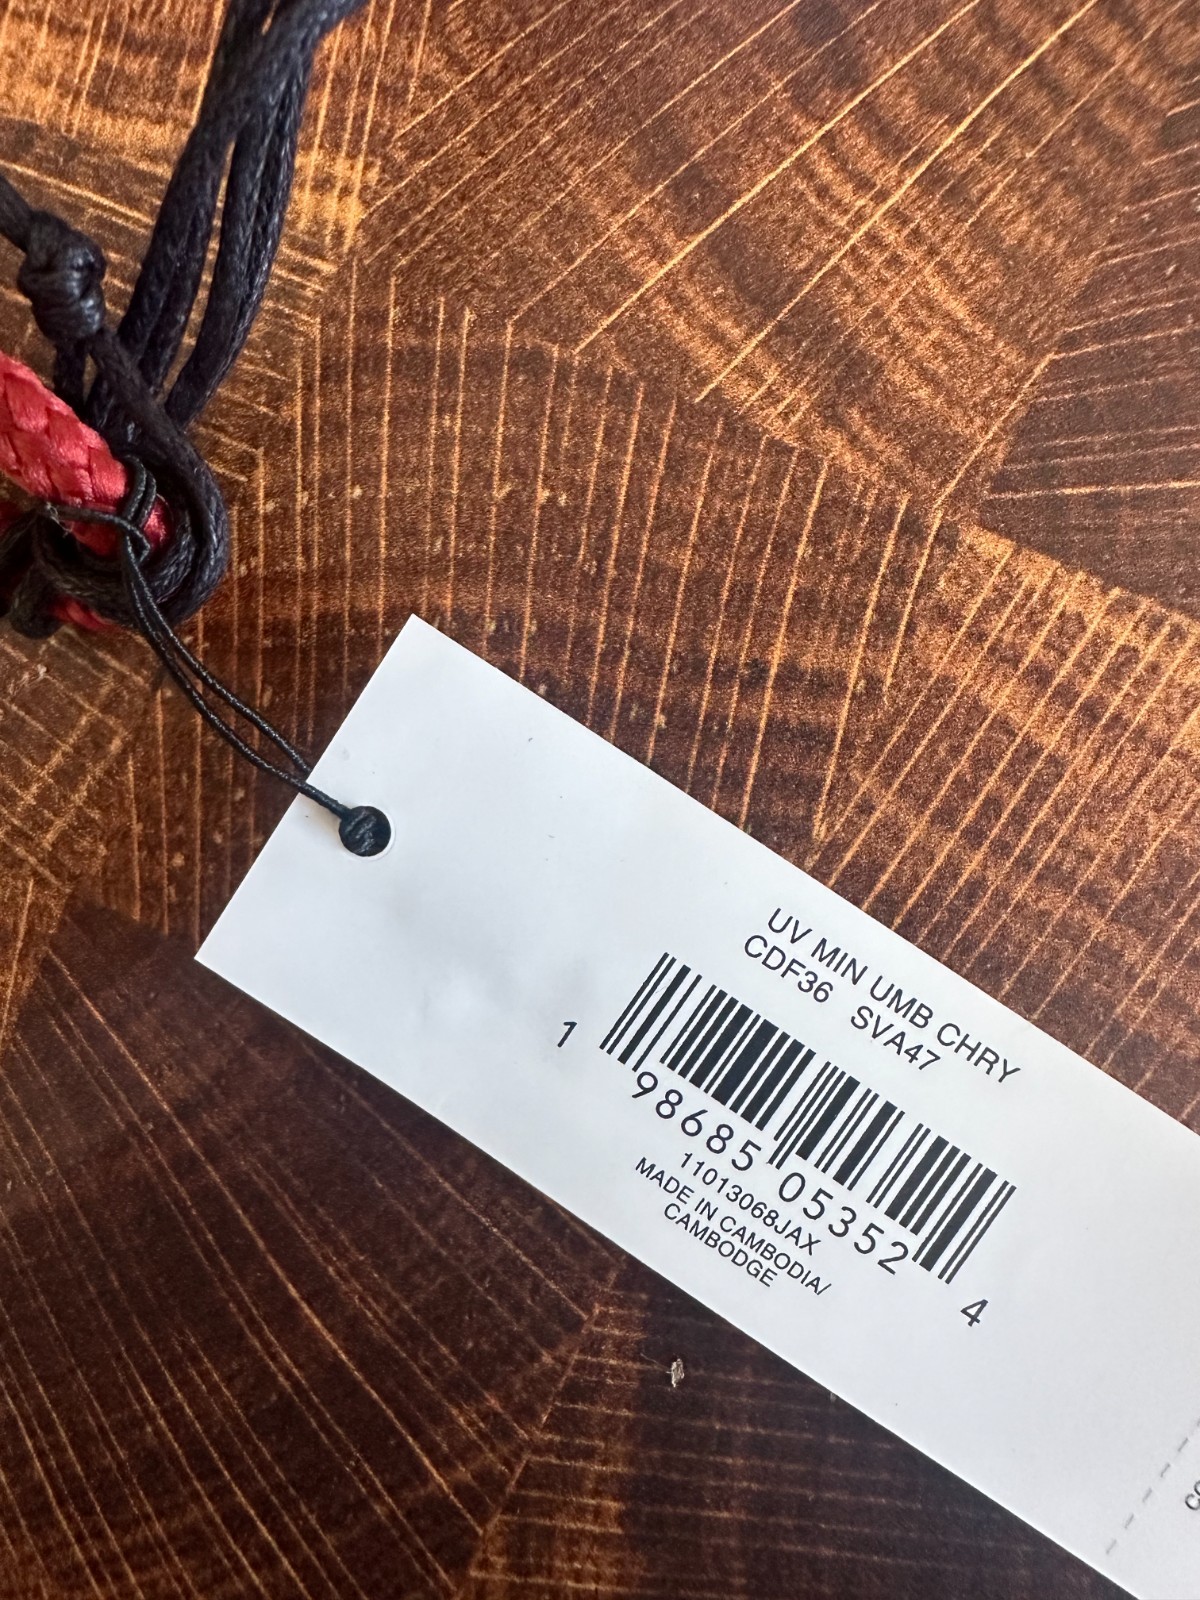 UV MIN UMB CHRY
CDF36 SVA47
1 98685 05352 4
11013068JAX
MADE IN CAMBODIA/
CAMBODGE